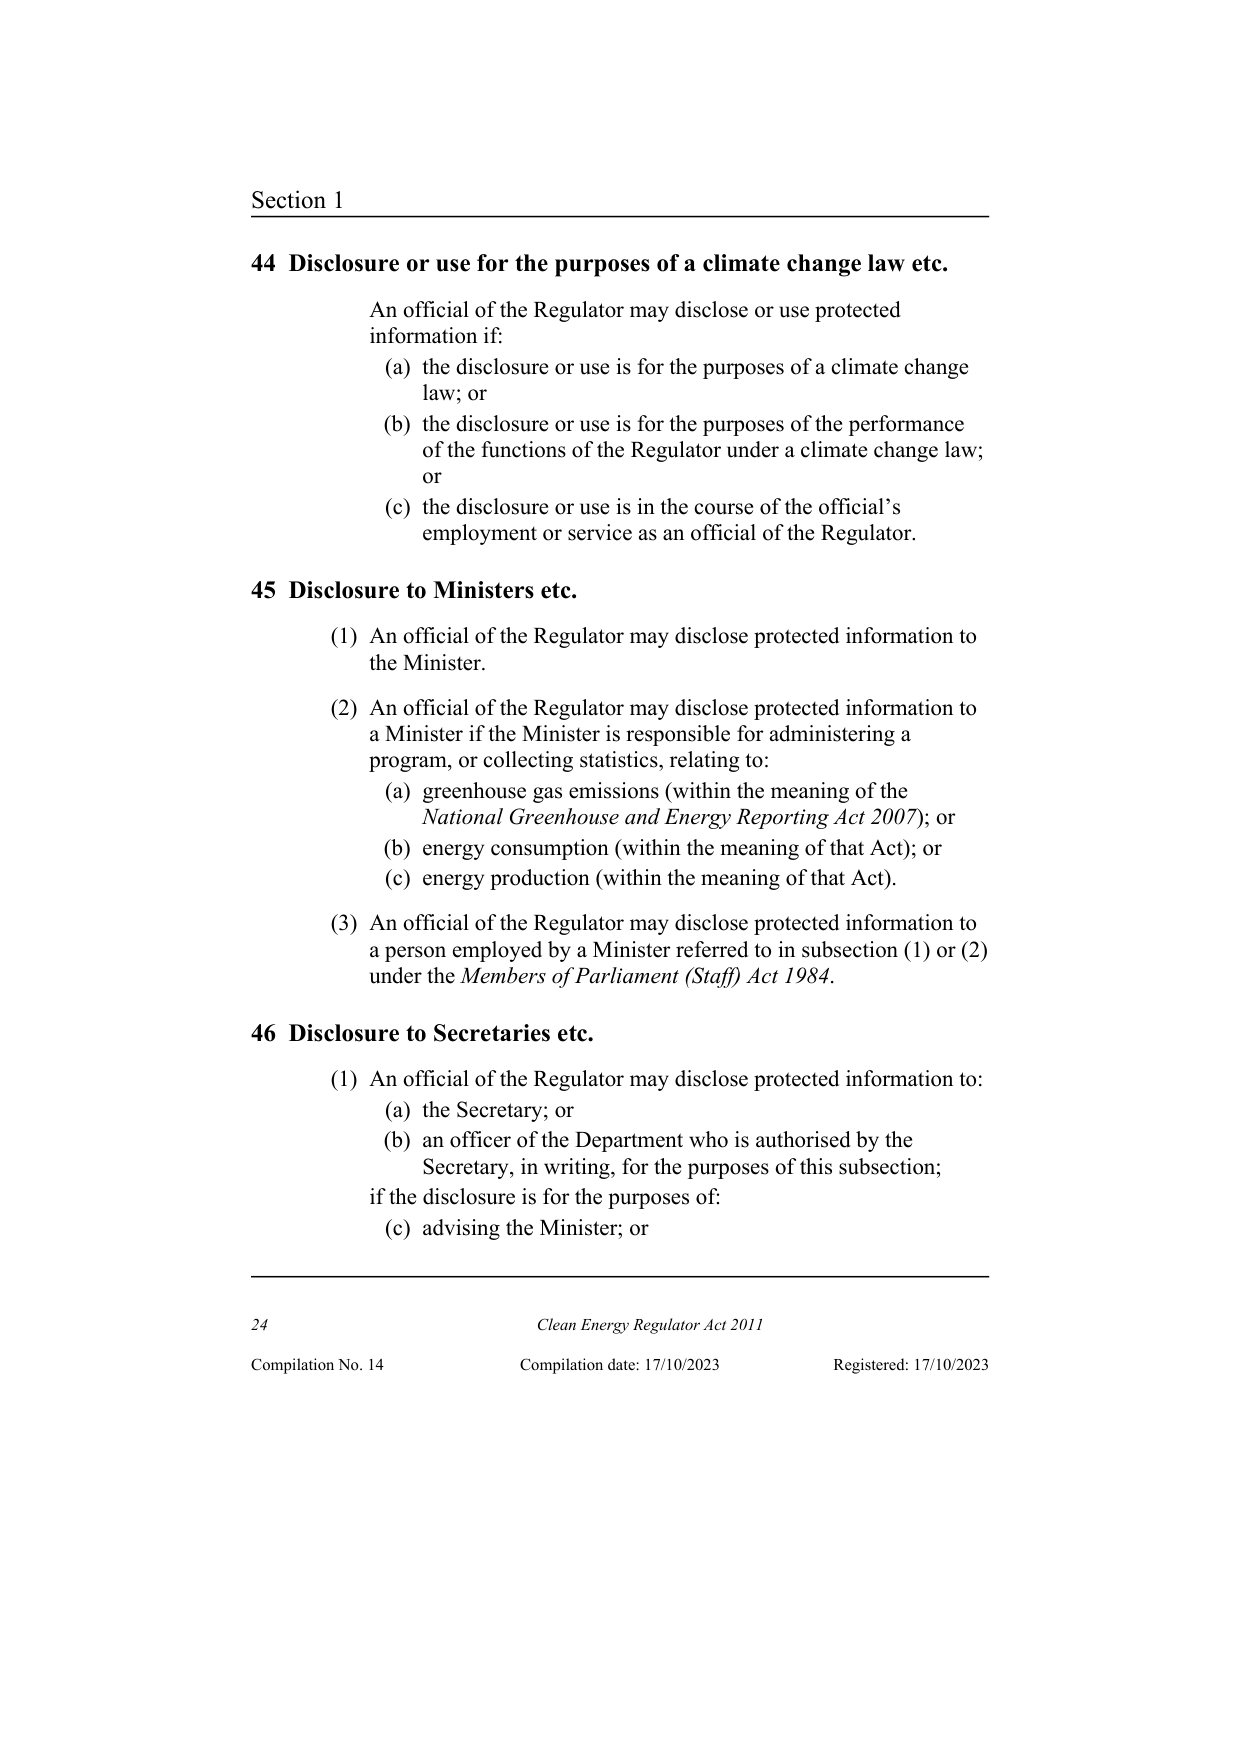 Section 1
44 Disclosure or use for the purposes of a climate change law etc.
An official of the Regulator may disclose or use protected
information if:
(a) the disclosure or use is for the purposes of a climate change
law; or
(b) the disclosure or use is for the purposes of the performance
of the functions of the Regulator under a climate change law;
or
(c) the disclosure or use is in the course of the official’s
employment or service as an official of the Regulator.
45 Disclosure to Ministers etc.
(1) An official of the Regulator may disclose protected information to
the Minister.
(2) An official of the Regulator may disclose protected information to
a Minister if the Minister is responsible for administering a
program, or collecting statistics, relating to:
(a) greenhouse gas emissions (within the meaning of the
National Greenhouse and Energy Reporting Act 2007); or
(b) energy consumption (within the meaning of that Act); or
(c) energy production (within the meaning of that Act).
(3) An official of the Regulator may disclose protected information to
a person employed by a Minister referred to in subsection (1) or (2)
under the Members of Parliament (Staff) Act 1984.
46 Disclosure to Secretaries etc.
(1) An official of the Regulator may disclose protected information to:
(a) the Secretary; or
(b) an officer of the Department who is authorised by the
Secretary, in writing, for the purposes of this subsection;
if the disclosure is for the purposes of:
(c) advising the Minister; or
24 Clean Energy Regulator Act 2011
Compilation No. 14 Compilation date: 17/10/2023 Registered: 17/10/2023